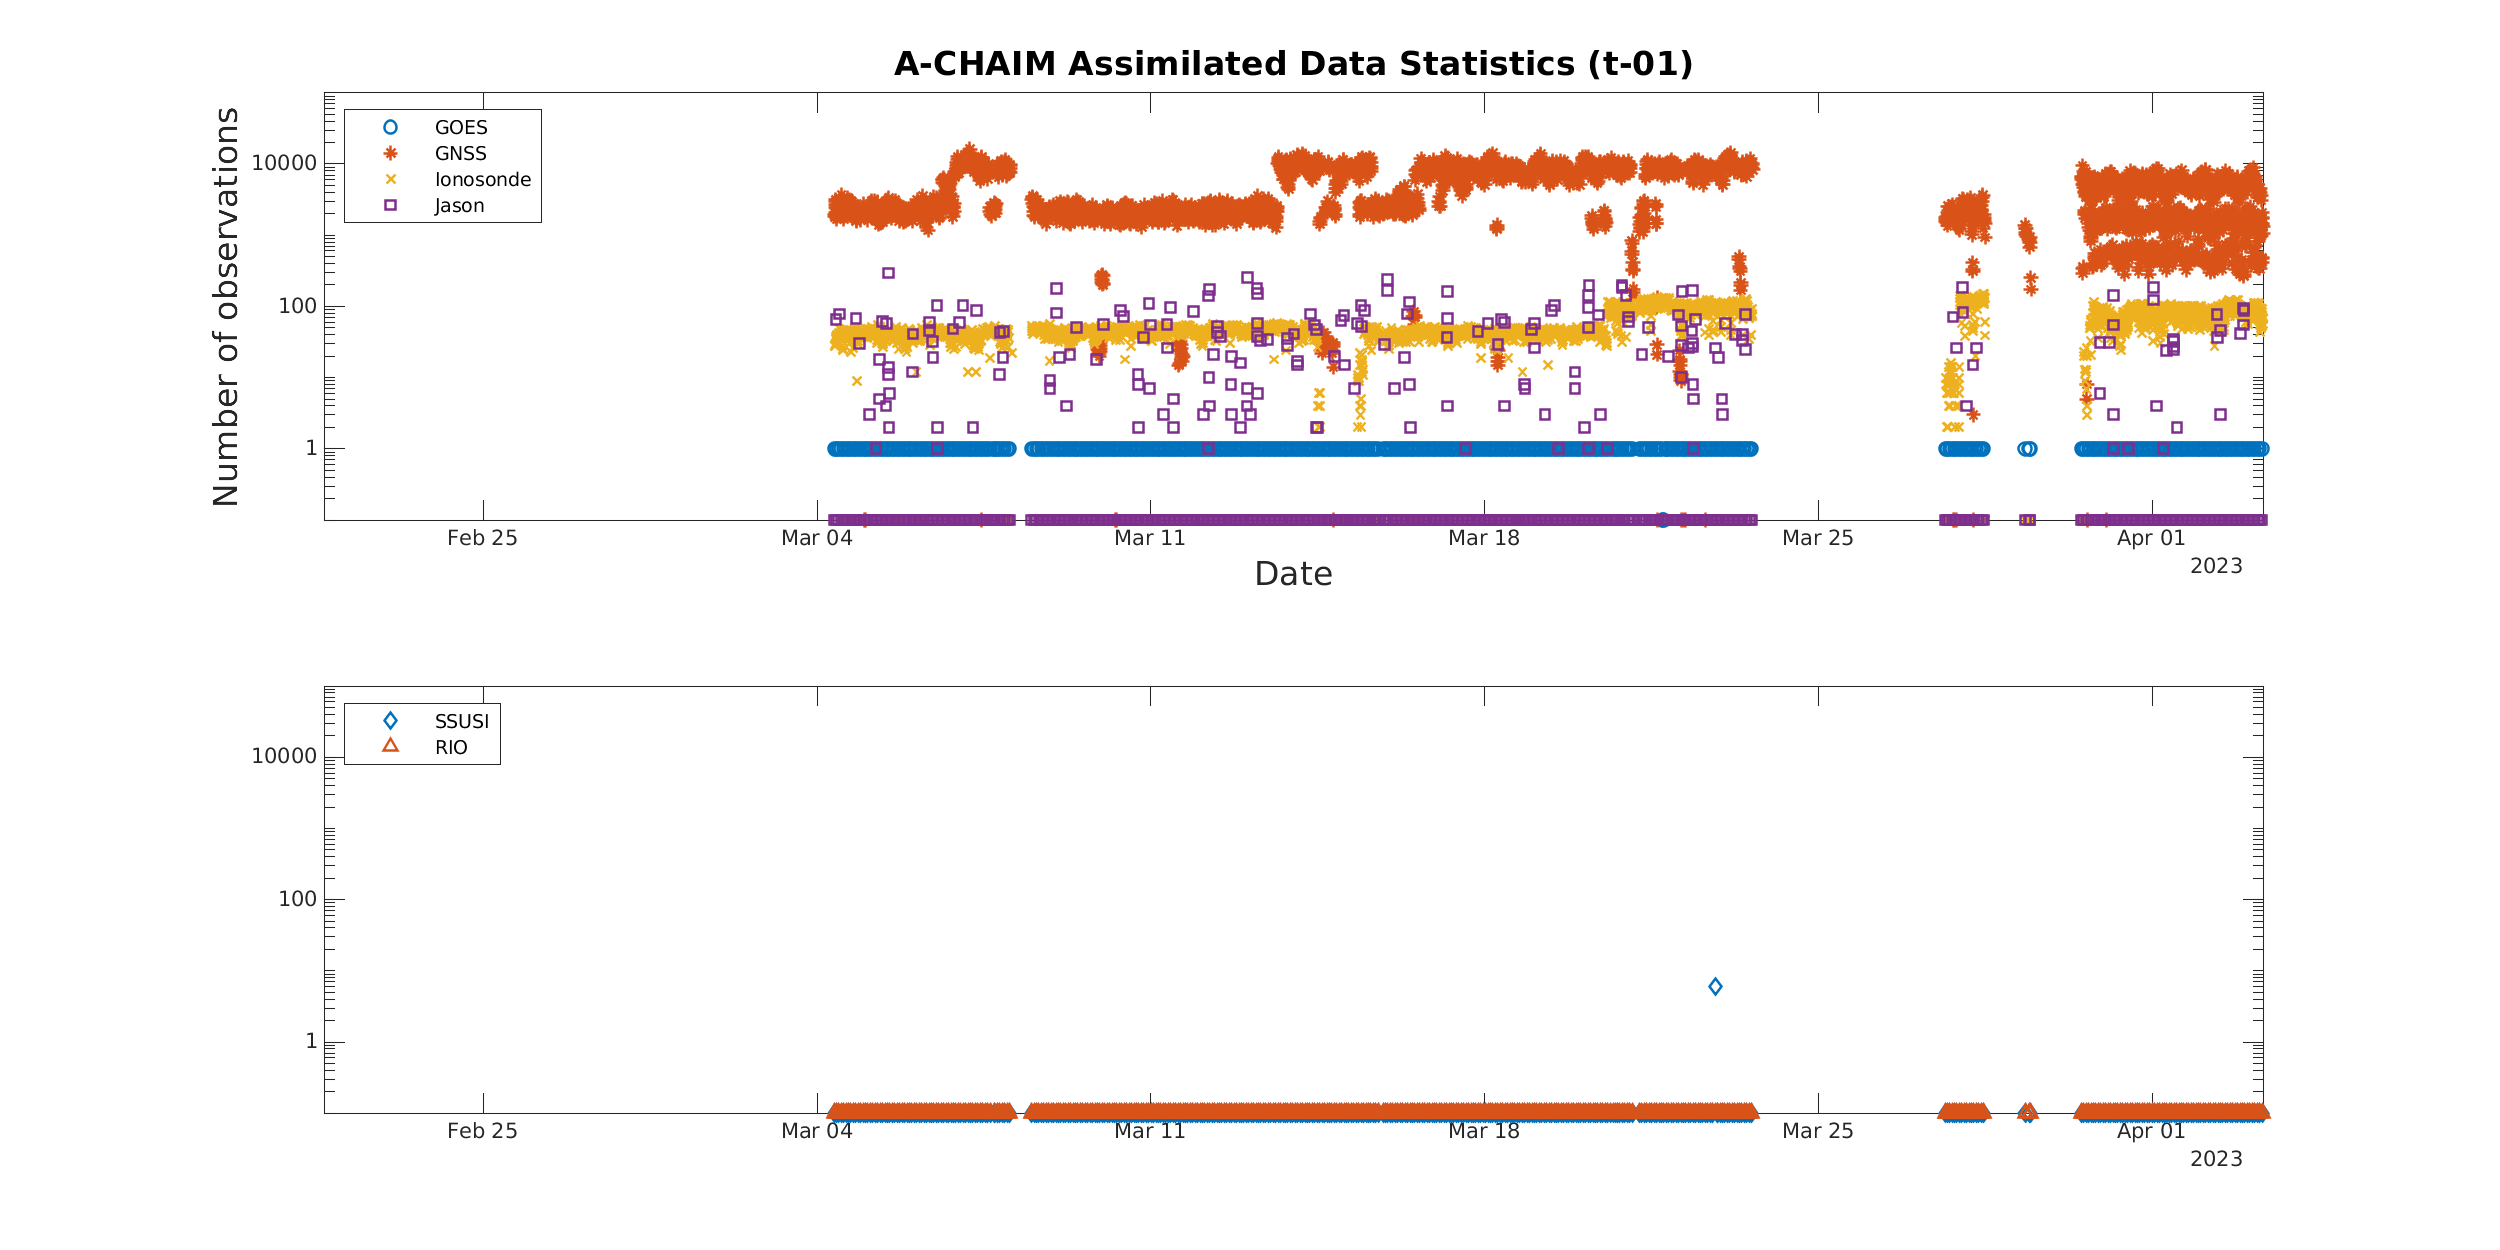 A-CHAIM Assimilated Data Statistics (t-01)
Number of observations
10000
100
1
GOES
GNSS
Ionosonde
Jason
Feb 25 Mar 04 Mar 11 Mar 18 Mar 25 Apr 01
2023
Date
10000
100
1
SSUSI
RIO
Feb 25 Mar 04 Mar 11 Mar 18 Mar 25 Apr 01
2023